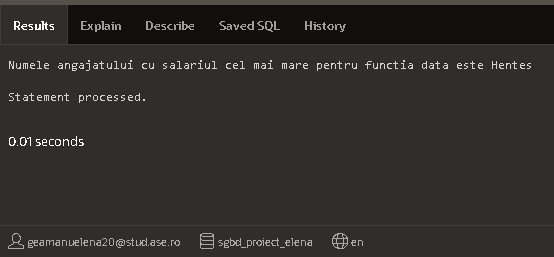 Results Explain Describe Saved SQL History
Numele angajatului cu salariul cel mai mare pentru functia data este Hentes
Statement processed.
0.01 seconds
geamanuelena20@stud.ase.ro sgbd_proiect_elena en